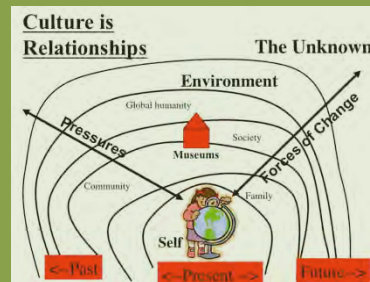 Culture is
Relationships
The Unknown
Environment
Global humanity
Pressures
Forces of Change
Society
Museums
Community
Family
Self
<--Past
<--Present -->
Future-->